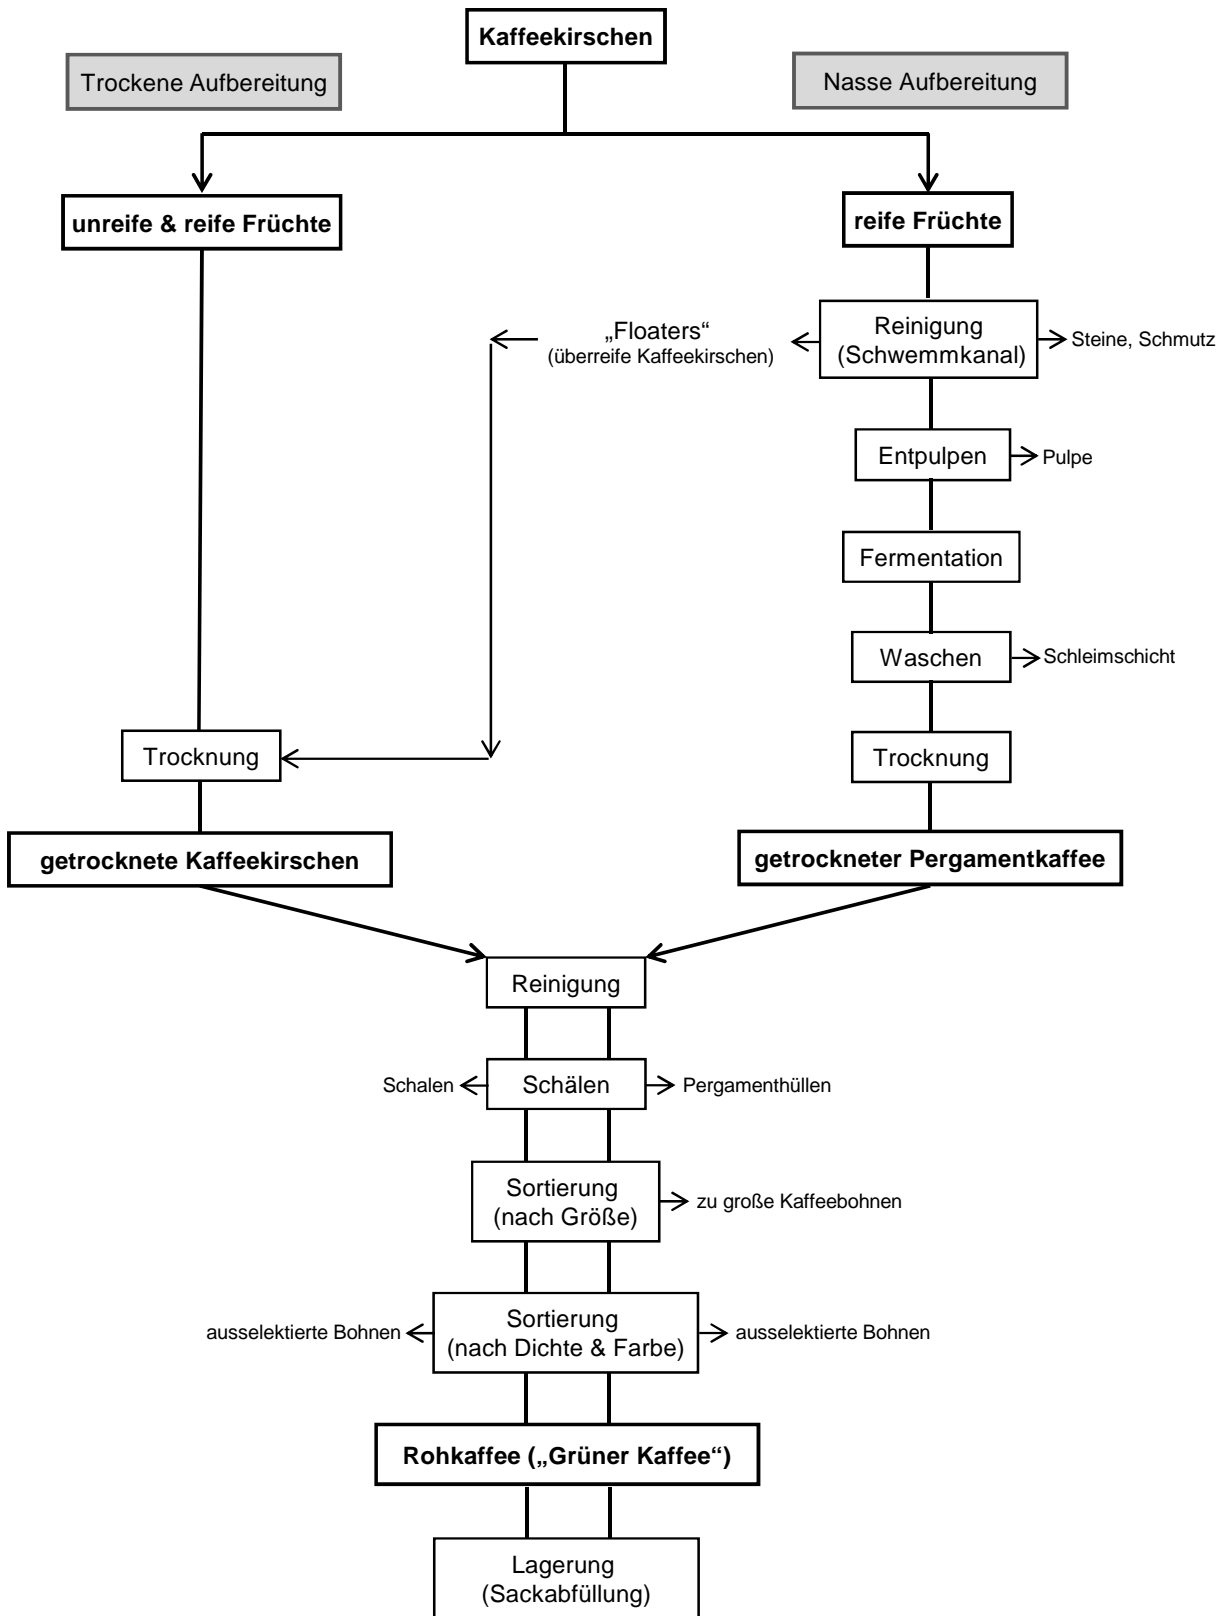 Kaffeekirschen
Trockene Aufbereitung
Nasse Aufbereitung
unreife & reife Früchte
reife Früchte
„Floaters“
(überreife Kaffeekirschen)
Reinigung
(Schwemmkanal)
Steine, Schmutz
Entpulpen
Pulpe
Fermentation
Waschen
Schleimschicht
Trocknung
Trocknung
getrocknete Kaffeekirschen
getrockneter Pergamentkaffee
Reinigung
Schalen
Schälen
Pergamenthüllen
Sortierung
(nach Größe)
zu große Kaffeebohnen
ausselektierte Bohnen
Sortierung
(nach Dichte & Farbe)
ausselektierte Bohnen
Rohkaffee („Grüner Kaffee“)
Lagerung
(Sackabfüllung)